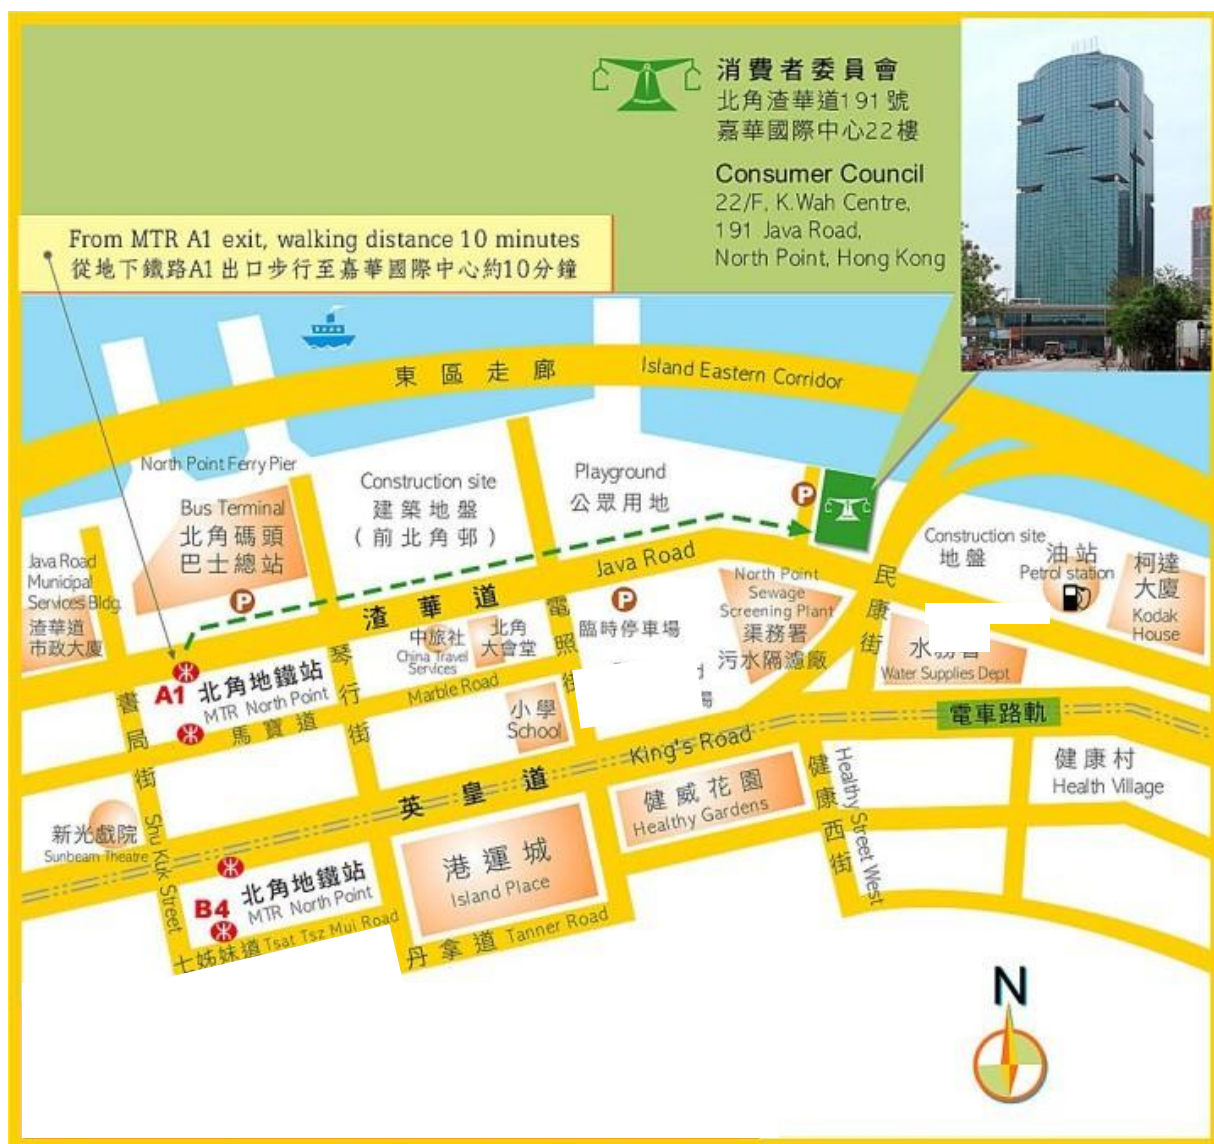 消費者委員會
北角渣華道191號
嘉華國際中心22樓
Consumer Council
22/F, K.Wah Centre,
191 Java Road,
North Point, Hong Kong
From MTR A1 exit, walking distance 10 minutes
從地下鐵路A1出口步行至嘉華國際中心約10分鐘
東區走廊 Island Eastern Corridor
North Point Ferry Pier
Bus Terminal
北角碼頭
巴士總站
Construction site
建築地盤
(前北角邨)
Playground
公眾用地
P
Java Road
Municipal
Services Bldg.
渣華道
市政大廈
P
渣華道 Java Road
中旅社
China Travel
Services
北角
大會堂
電照街
P
臨時停車場
North Point
Sewage
Screening Plant
渠務署
污水隔濾廠
民康街
Construction site
地盤
油站
Petrol station
柯達
大廈
Kodak
House
水務署
Water Supplies Dept
A1
北角地鐵站
MTR North Point
琴行街
馬寶道 Marble Road
小學
School
書局街 Shu Kuk Street
英皇道 King's Road
電車路軌
健康村
Health Village
健威花園
Healthy Gardens
健康西街 Healthy Street West
新光戲院
Sunbeam Theatre
B4
北角地鐵站
MTR North Point
港運城
Island Place
七姊妹道 Tsat Tsz Mui Road
丹拿道 Tanner Road
N